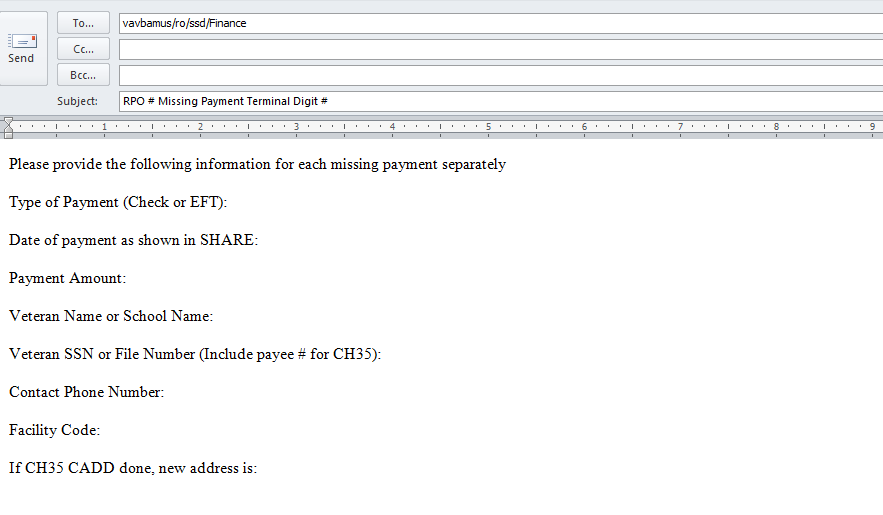 To...
vavbamus/ro/ssd/Finance
Send
Cc...
Bcc...
Subject:
RPO # Missing Payment Terminal Digit #
1 2 3 4 5 6 7 8 9
Please provide the following information for each missing payment separately
Type of Payment (Check or EFT):
Date of payment as shown in SHARE:
Payment Amount:
Veteran Name or School Name:
Veteran SSN or File Number (Include payee # for CH35):
Contact Phone Number:
Facility Code:
If CH35 CADD done, new address is: